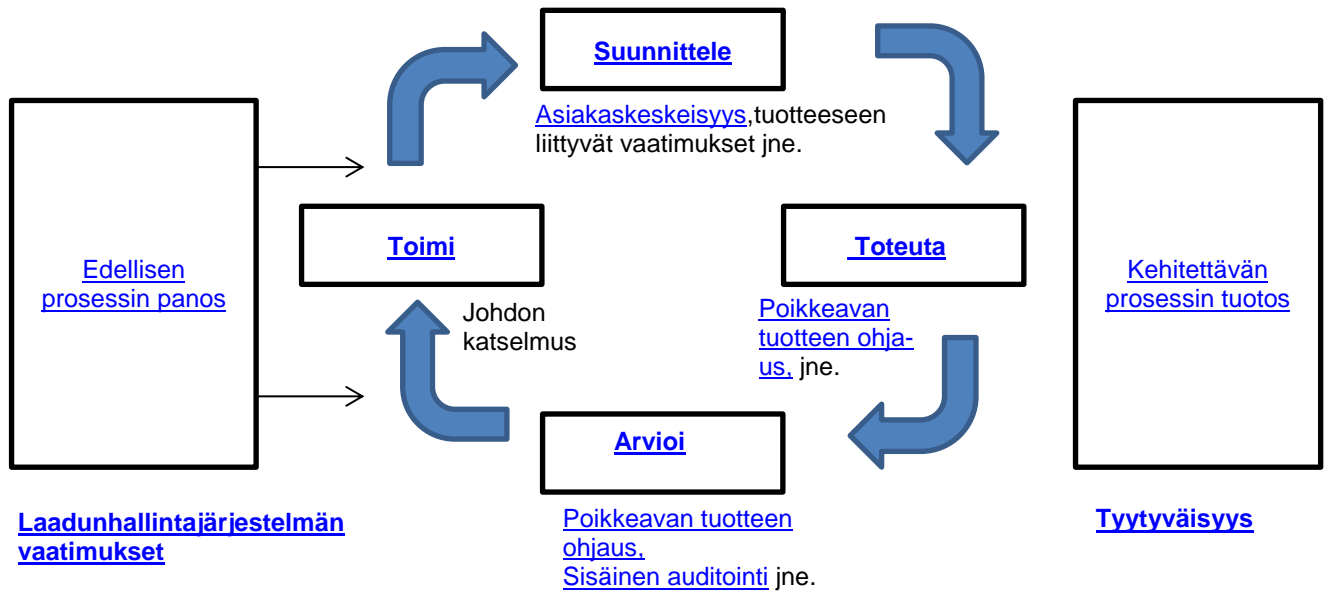 Suunnittele
Asiakaskeskeisyys,tuotteeseen
liittyvät vaatimukset jne.
Edellisen
prosessin panos
Toimi
Johdon
katselmus
Toteuta
Poikkeavan
tuotteen ohja-
us, jne.
Kehitettävän
prosessin tuotos
Arvioi
Poikkeavan tuotteen
ohjaus,
Sisäinen auditointi jne.
Laadunhallintajärjestelmän
vaatimukset
Tyytyväisyys